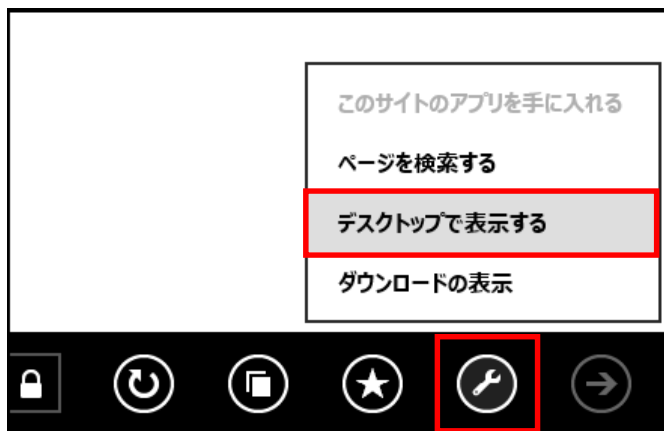 このサイトのアプリを手に入れる
ページを検索する
デスクトップで表示する
ダウンロードの表示